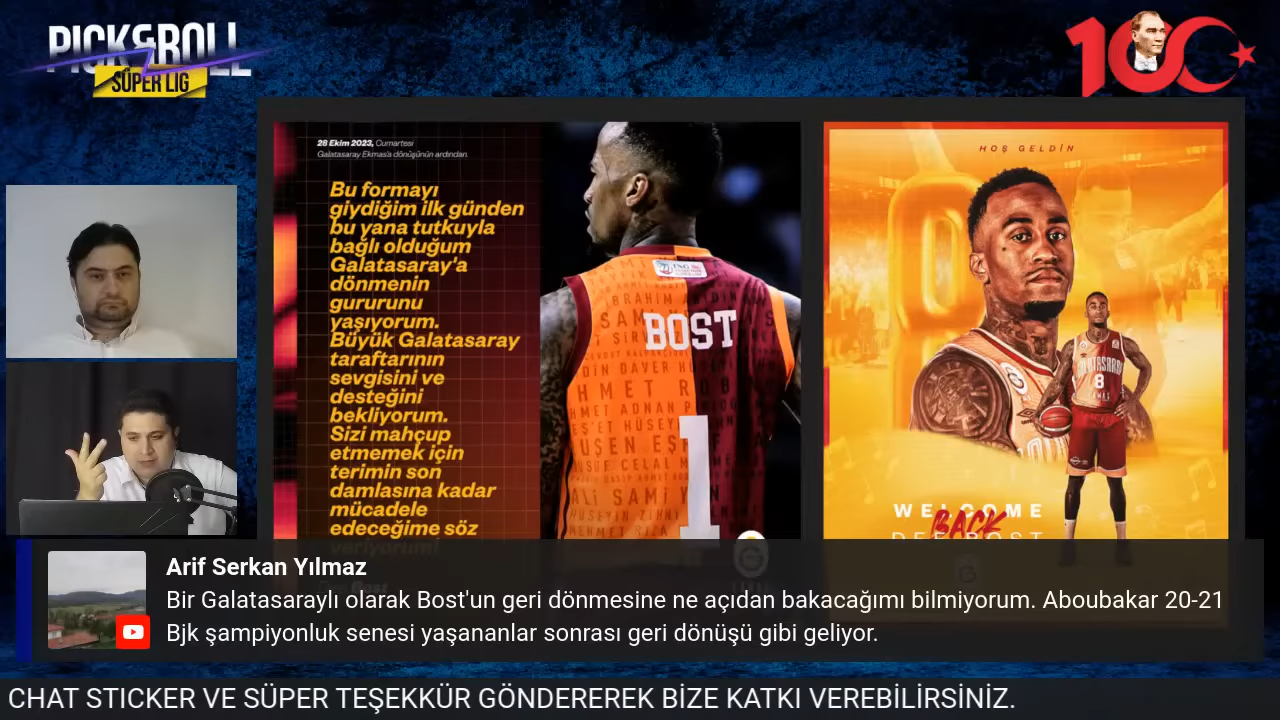 PICK&ROLL
SÜPER LIG
100
28 Ekim 2023, Cumartesi
Galatasaray Ekmas'a dönüşünün ardından.
Bu formayı
giydiğim ilk günden
bu yana tutkuyla
bağlı olduğum
Galatasaray'a
dönmenin
gururunu
yaşıyorum.
Büyük Galatasaray
taraftarının
sevgisini ve
desteğini
bekliyorum.
Sizi mahçup
etmemek için
terimin son
damlasına kadar
mücadele
edeceğime söz
veriyorum!
BOST
1
HOŞ GELDİN
8
WELCOME
BACK
DEE BOST
Arif Serkan Yılmaz
Bir Galatasaraylı olarak Bost'un geri dönmesine ne açıdan bakacağımı bilmiyorum. Aboubakar 20-21
Bjk şampiyonluk senesi yaşananlar sonrası geri dönüşü gibi geliyor.
CHAT STICKER VE SÜPER TEŞEKKÜR GÖNDEREREK BİZE KATKI VEREBİLİRSİNİZ.